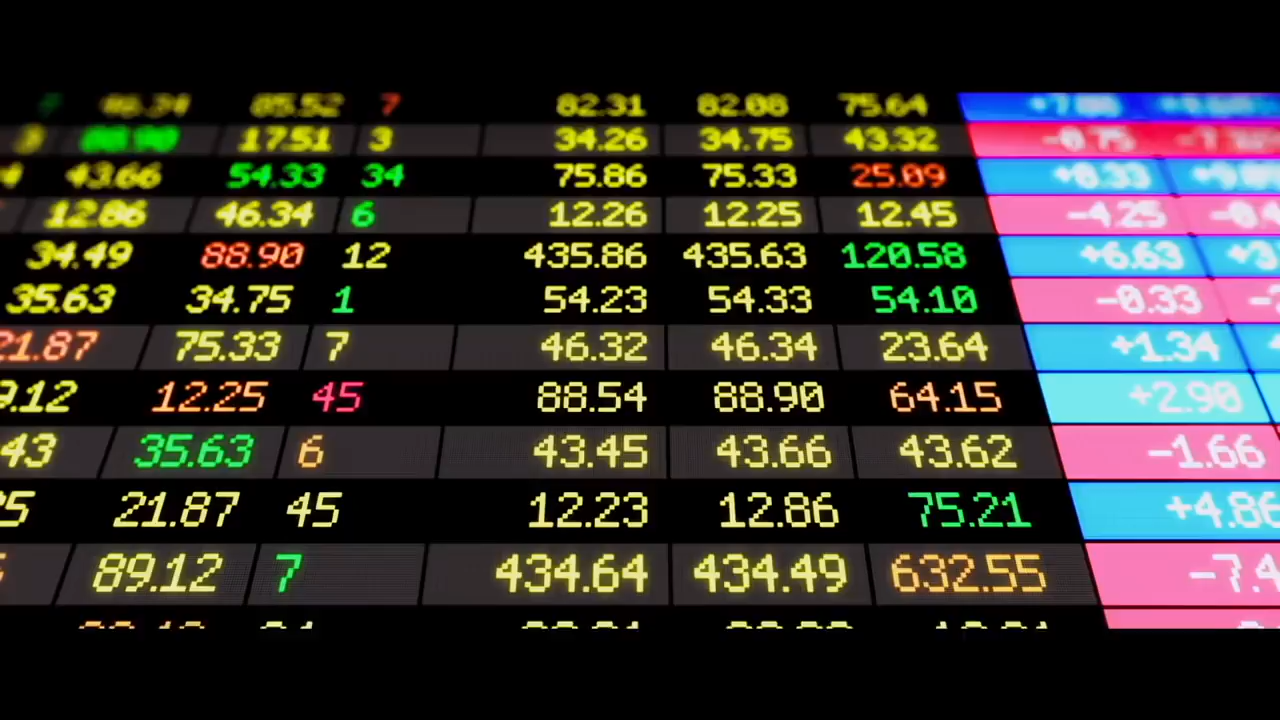 46.34 85.52 7 82.31 82.08 75.64
88.90 17.51 3 34.26 34.75 43.32 -0.75
43.66 54.33 34 75.86 75.33 25.09 +0.33
12.86 46.34 6 12.26 12.25 12.45 -4.25
34.49 88.90 12 435.86 435.63 120.58 +6.63
35.63 34.75 1 54.23 54.33 54.10 -0.33
21.87 75.33 7 46.32 46.34 23.64 +1.34
9.12 12.25 45 88.54 88.90 64.15 +2.90
43 35.63 6 43.45 43.66 43.62 -1.66
21.87 45 12.23 12.86 75.21 +4.86
89.12 7 434.64 434.49 632.55 -7.4